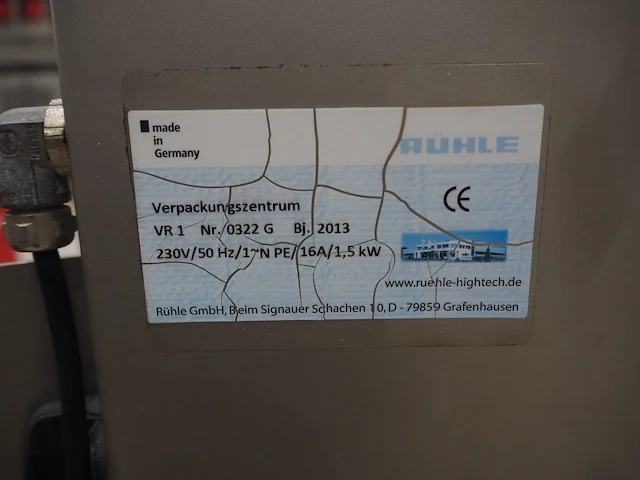 made
in
Germany
RÜHLE
CE
Verpackungszentrum
VR 1 Nr. 0322 G Bj. 2013
230V/50 Hz/1~N PE/16A/1,5 kW
www.ruehle-hightech.de
Rühle GmbH, Beim Signauer Schachen 10, D - 79859 Grafenhausen